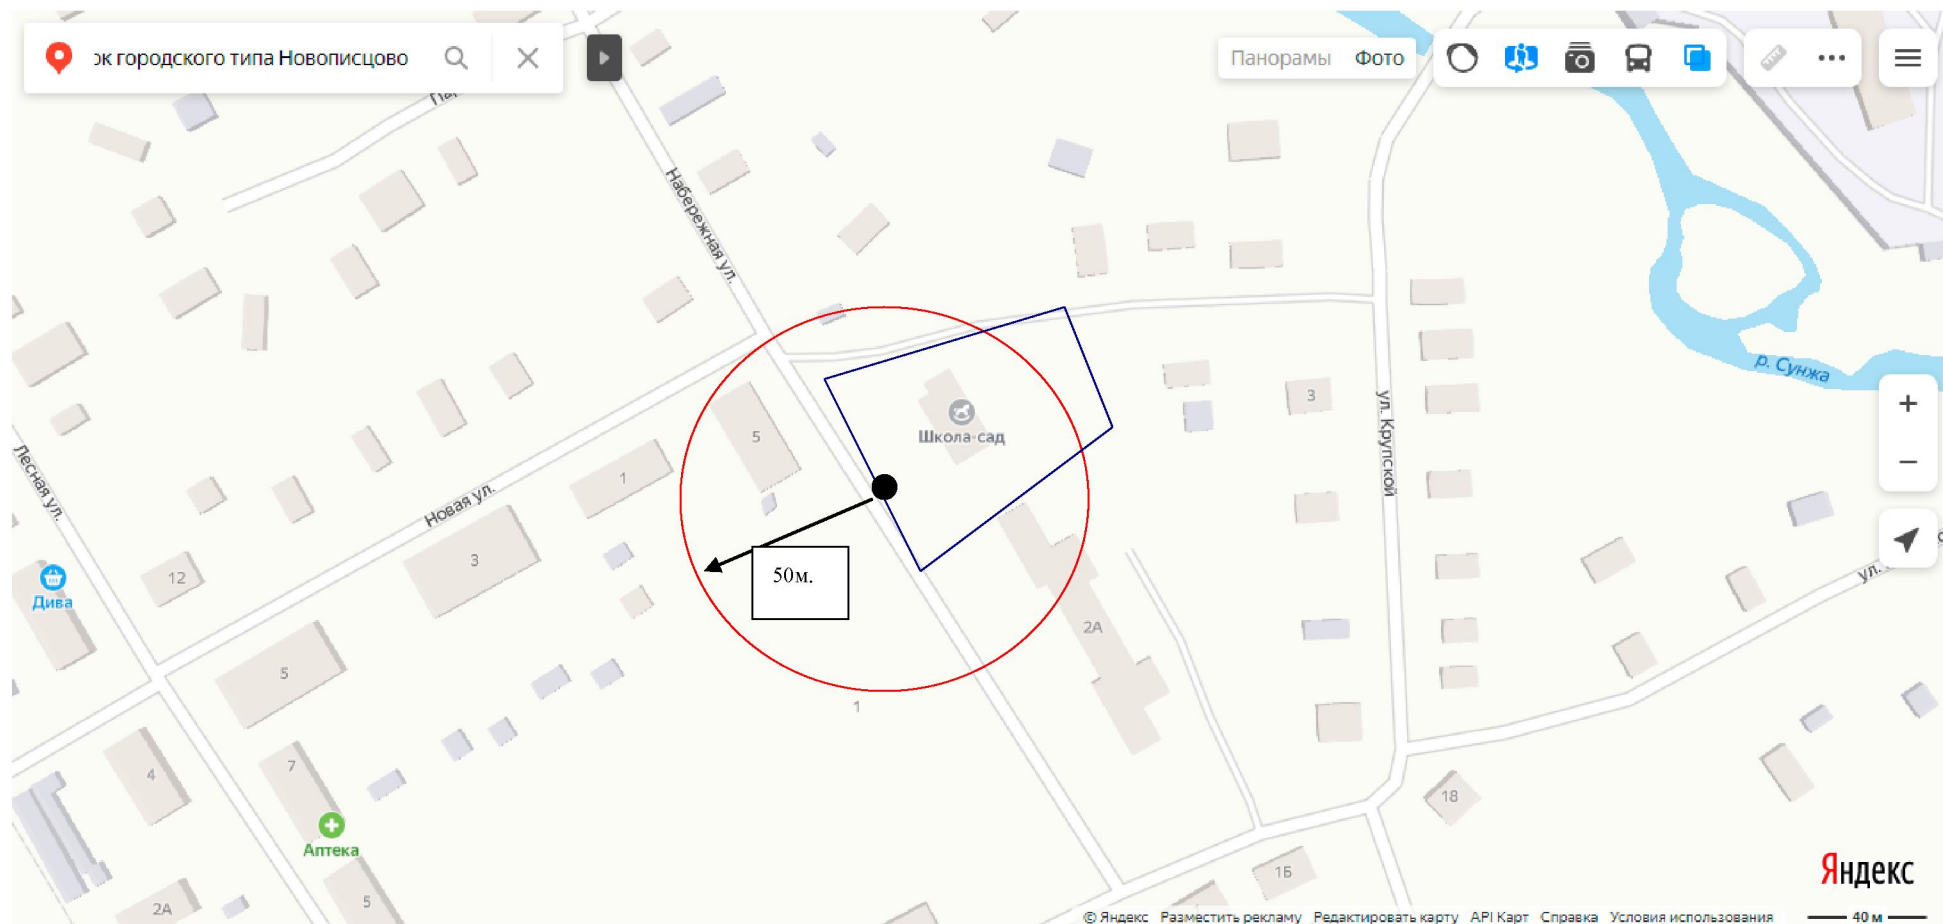 ок городского типа Новописцово
Панорамы Фото
Набережная ул.
р. Сунжа
5
Школа-сад
3
ул. Крупской
1
Новая ул.
Лесная ул.
3
12
Дива
50м.
2А
ул.
5
1
4
7
18
Аптека
1Б
5
2А
Яндекс
© Яндекс Разместить рекламу Редактировать карту API Карт Справка Условия использования 40 м